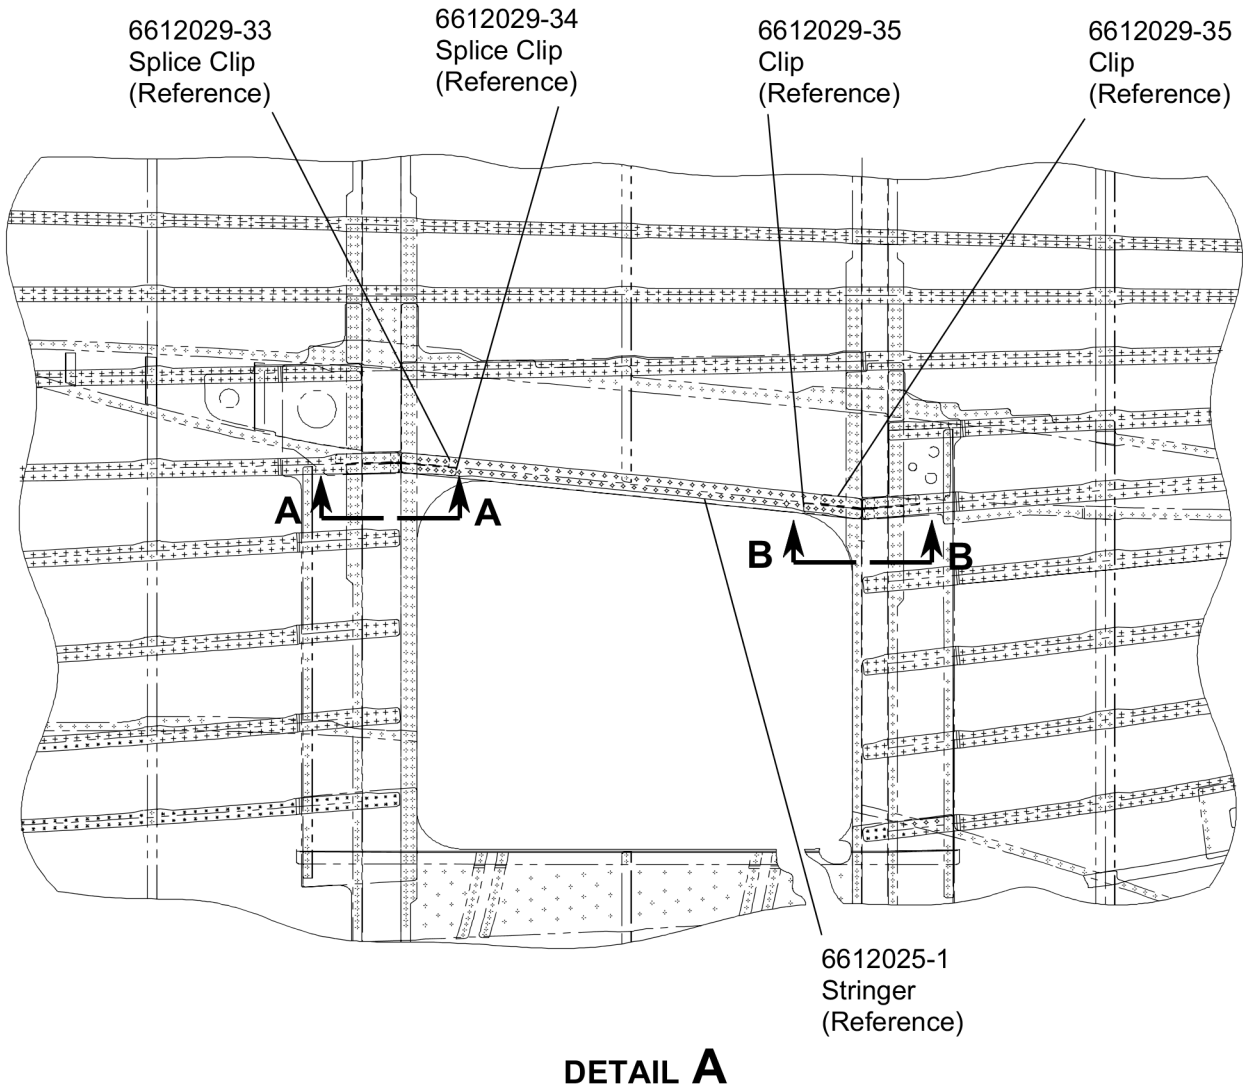 6612029-33
Splice Clip
(Reference)
6612029-34
Splice Clip
(Reference)
6612029-35
Clip
(Reference)
6612029-35
Clip
(Reference)
A A
B B
6612025-1
Stringer
(Reference)
DETAIL A